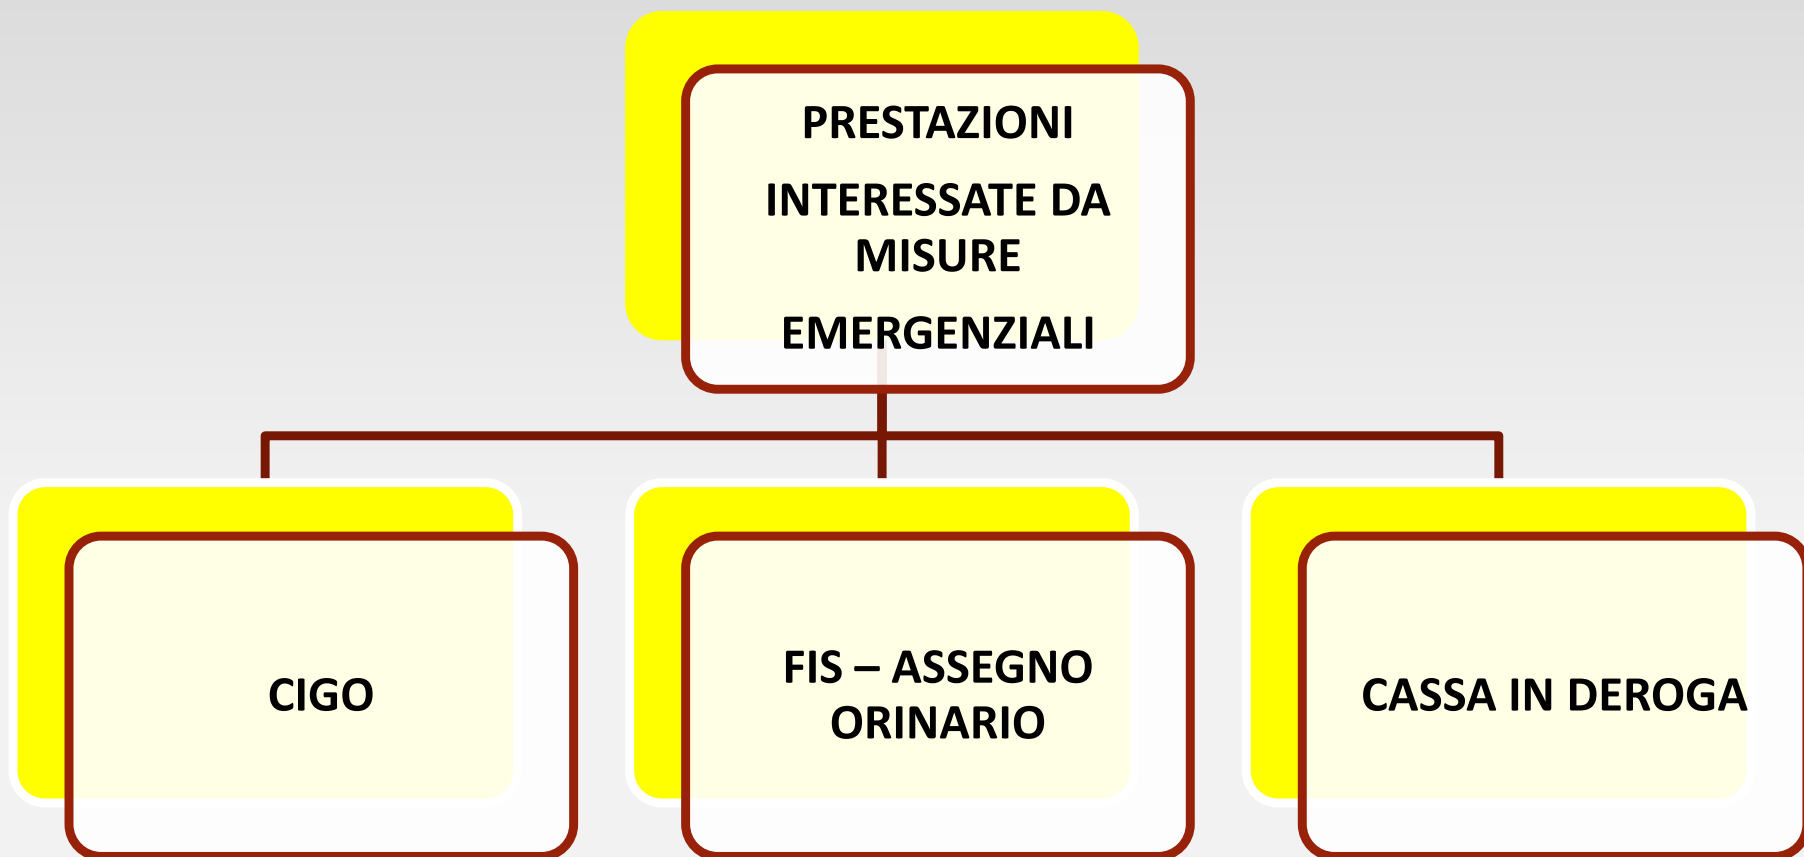 PRESTAZIONI
INTERESSATE DA
MISURE
EMERGENZIALI
CIGO
FIS – ASSEGNO
ORINARIO
CASSA IN DEROGA